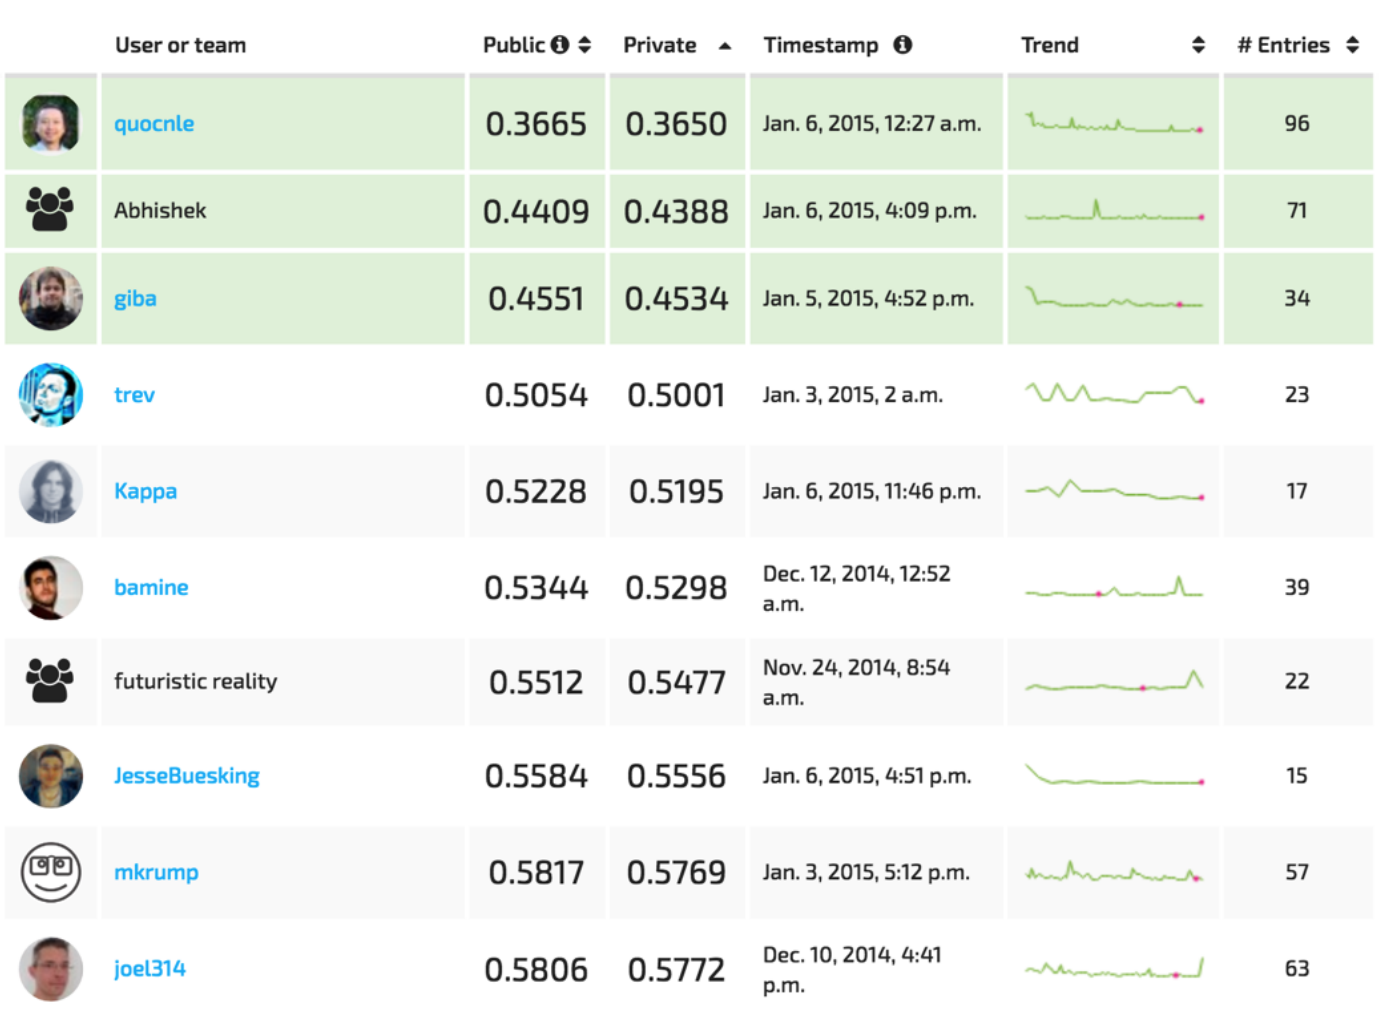 User or team Public Private Timestamp Trend # Entries
quocnle 0.3665 0.3650 Jan. 6, 2015, 12:27 a.m. 96
Abhishek 0.4409 0.4388 Jan. 6, 2015, 4:09 p.m. 71
giba 0.4551 0.4534 Jan. 5, 2015, 4:52 p.m. 34
trev 0.5054 0.5001 Jan. 3, 2015, 2 a.m. 23
Kappa 0.5228 0.5195 Jan. 6, 2015, 11:46 p.m. 17
bamine 0.5344 0.5298 Dec. 12, 2014, 12:52
a.m. 39
futuristic reality 0.5512 0.5477 Nov. 24, 2014, 8:54
a.m. 22
JesseBuesking 0.5584 0.5556 Jan. 6, 2015, 4:51 p.m. 15
mkrump 0.5817 0.5769 Jan. 3, 2015, 5:12 p.m. 57
joel314 0.5806 0.5772 Dec. 10, 2014, 4:41
p.m. 63